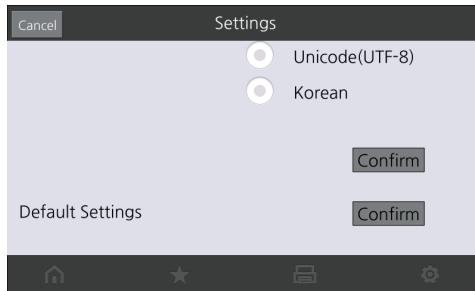 Cancel
Settings
Unicode(UTF-8)
Korean
Confirm
Default Settings
Confirm